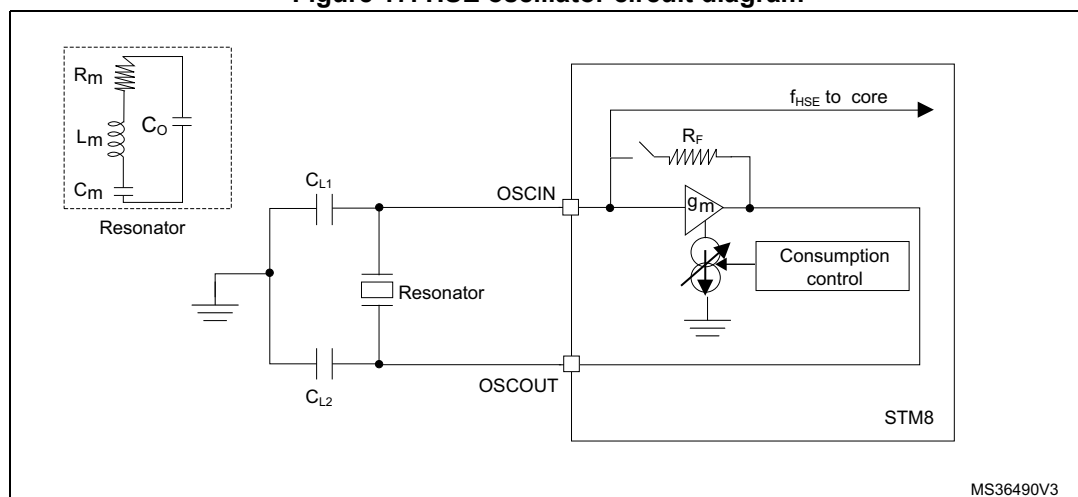 Figure HSE oscillator circuit diagram
Rm
Lm
CO
Cm
Resonator
CL1
CL2
Resonator
OSCIN
OSCOUT
fHSE to core
RF
gm
Consumption
control
STM8
MS36490V3